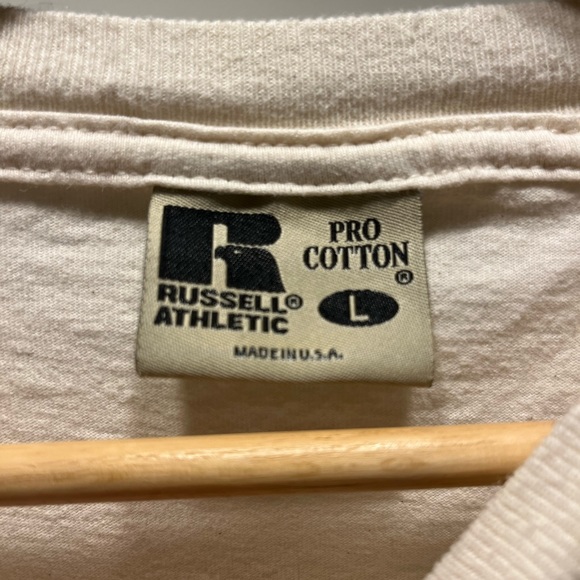 R
PRO
COTTON®
RUSSELL®
ATHLETIC
L
MADE IN U.S.A.